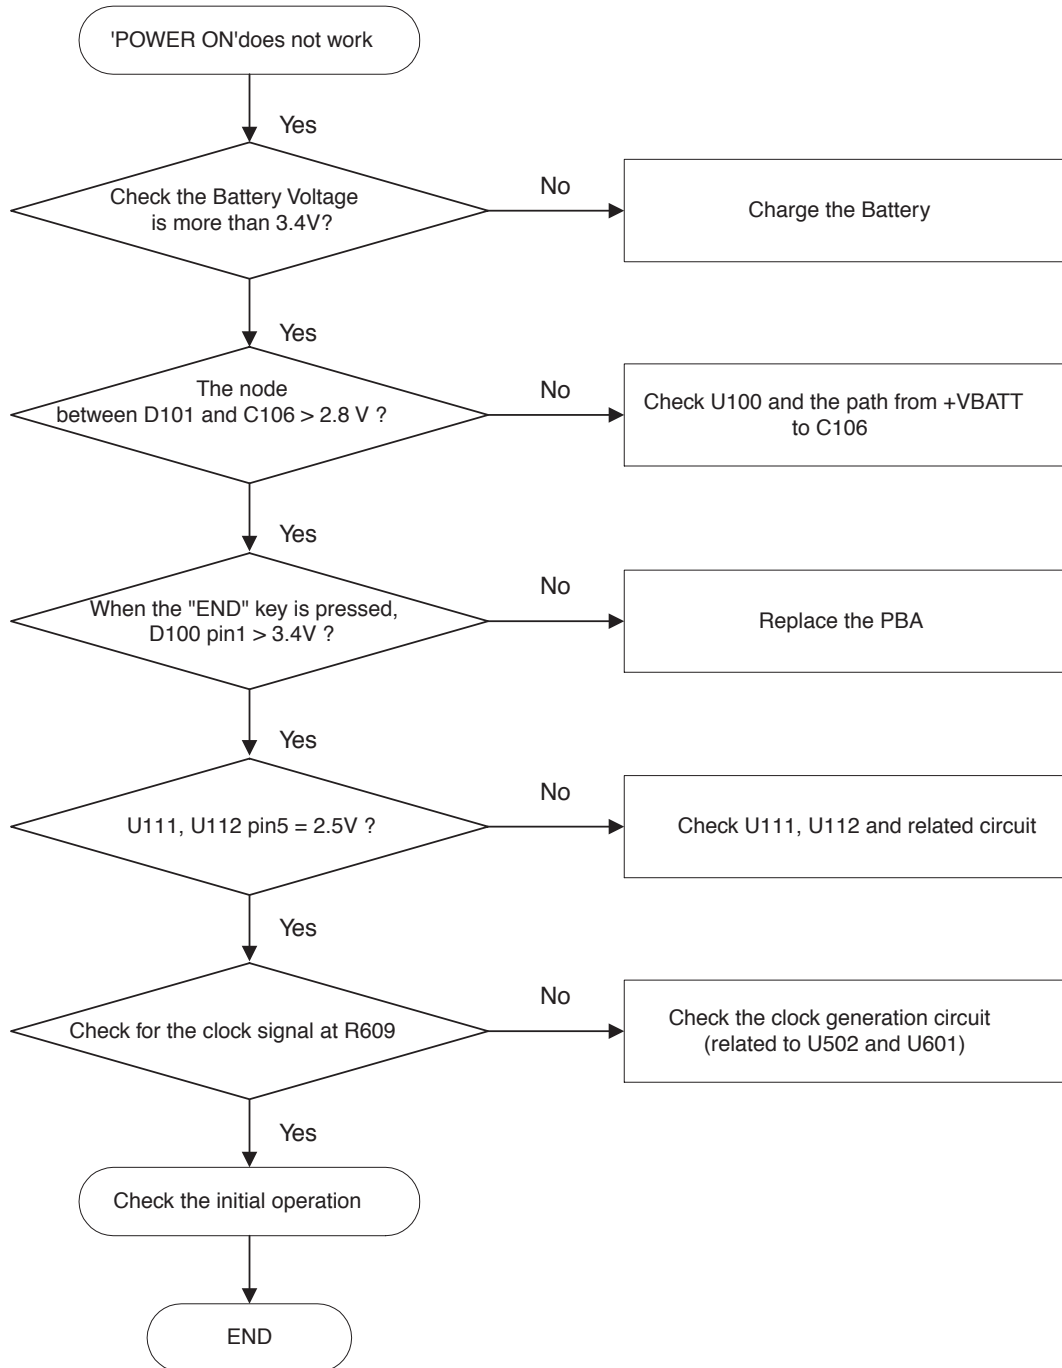 'POWER ON'does not work
Yes
Check the Battery Voltage
is more than 3.4V?
No
Charge the Battery
Yes
The node
between D101 and C106 > 2.8 V ?
No
Check U100 and the path from +VBATT
to C106
Yes
When the "END" key is pressed,
D100 pin1 > 3.4V ?
No
Replace the PBA
Yes
U111, U112 pin5 = 2.5V ?
No
Check U111, U112 and related circuit
Yes
Check for the clock signal at R609
No
Check the clock generation circuit
(related to U502 and U601)
Yes
Check the initial operation
END